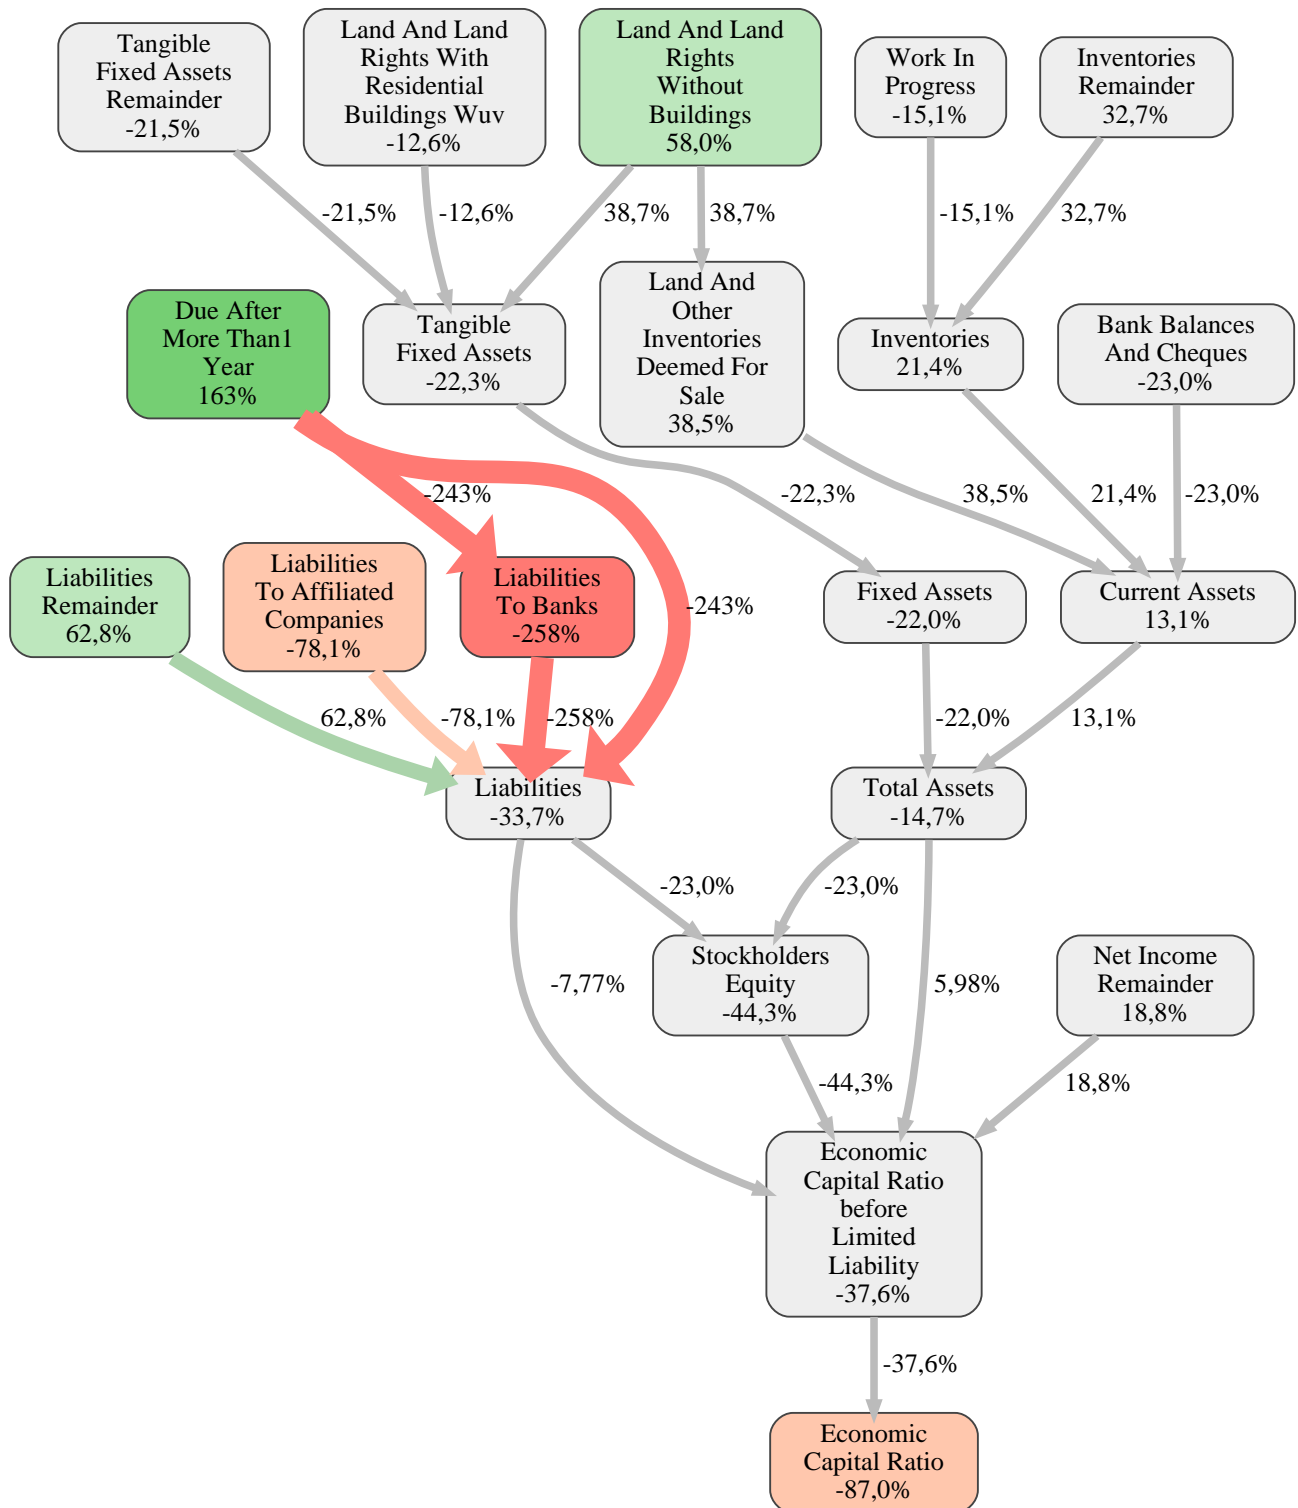 Tangible
Fixed Assets
Remainder
-21,5%
Land And Land
Rights With
Residential
Buildings Wuv
-12,6%
Land And Land
Rights
Without
Buildings
58,0%
Work In
Progress
-15,1%
Inventories
Remainder
32,7%
-21,5%
-12,6%
38,7%
38,7%
-15,1%
32,7%
Due After
More Than1
Year
163%
Tangible
Fixed Assets
-22,3%
Land And
Other
Inventories
Deemed For
Sale
38,5%
Inventories
21,4%
Bank Balances
And Cheques
-23,0%
-243%
-22,3%
38,5%
21,4%
-23,0%
Liabilities
Remainder
62,8%
Liabilities
To Affiliated
Companies
-78,1%
Liabilities
To Banks
-258%
-243%
Fixed Assets
-22,0%
Current Assets
13,1%
62,8%
-78,1%
-258%
-22,0%
13,1%
Liabilities
-33,7%
Total Assets
-14,7%
-23,0%
-23,0%
-7,77%
Stockholders
Equity
-44,3%
5,98%
Net Income
Remainder
18,8%
-44,3%
18,8%
Economic
Capital Ratio
before
Limited
Liability
-37,6%
-37,6%
Economic
Capital Ratio
-87,0%